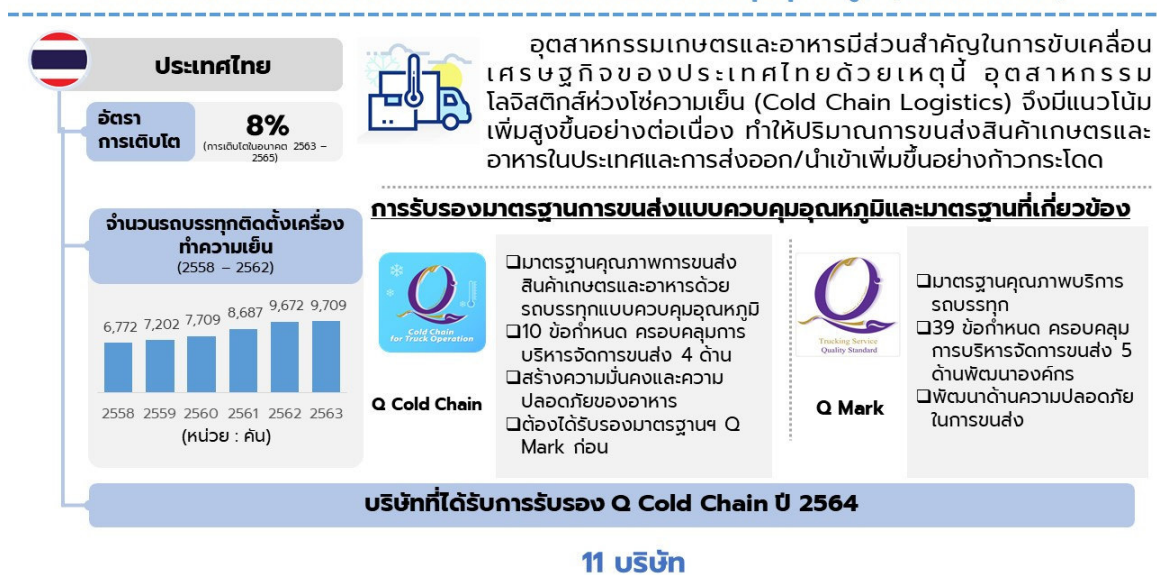 ประเทศไทย
อัตรา
การเติบโต
8%
(การเติบโตในอนาคต 2563 –
2565)
อุตสาหกรรมเกษตรและอาหารมีส่วนสำคัญในการขับเคลื่อน
เศรษฐกิจของประเทศไทยด้วยเหตุนี้ อุตสาหกรรม
โลจิสติกส์ห่วงโซ่ความเย็น (Cold Chain Logistics) จึงมีแนวโน้ม
เพิ่มสูงขึ้นอย่างต่อเนื่อง ทำให้ปริมาณการขนส่งสินค้าเกษตรและ
อาหารในประเทศและการส่งออก/นำเข้าเพิ่มขึ้นอย่างก้าวกระโดด
จำนวนรถบรรทุกติดตั้งเครื่อง
ทำความเย็น
(2558 – 2562)
6,772 7,202 7,709 8,687 9,672 9,709
2558 2559 2560 2561 2562 2563
(หน่วย : คัน)
การรับรองมาตรฐานการขนส่งแบบควบคุมอุณหภูมิและมาตรฐานที่เกี่ยวข้อง
Cold Chain
for Truck Operation
Q Cold Chain
❑มาตรฐานคุณภาพการขนส่ง
สินค้าเกษตรและอาหารด้วย
รถบรรทุกแบบควบคุมอุณหภูมิ
❑10 ข้อกำหนด ครอบคลุมการ
บริหารจัดการขนส่ง 4 ด้าน
❑สร้างความมั่นคงและความ
ปลอดภัยของอาหาร
❑ต้องได้รับรองมาตรฐานฯ Q
Mark ก่อน
Trucking Service
Quality Standard
Q Mark
❑มาตรฐานคุณภาพบริการ
รถบรรทุก
❑39 ข้อกำหนด ครอบคลุม
การบริหารจัดการขนส่ง 5
ด้านพัฒนาองค์กร
❑พัฒนาด้านความปลอดภัย
ในการขนส่ง
บริษัทที่ได้รับการรับรอง Q Cold Chain ปี 2564
11 บริษัท